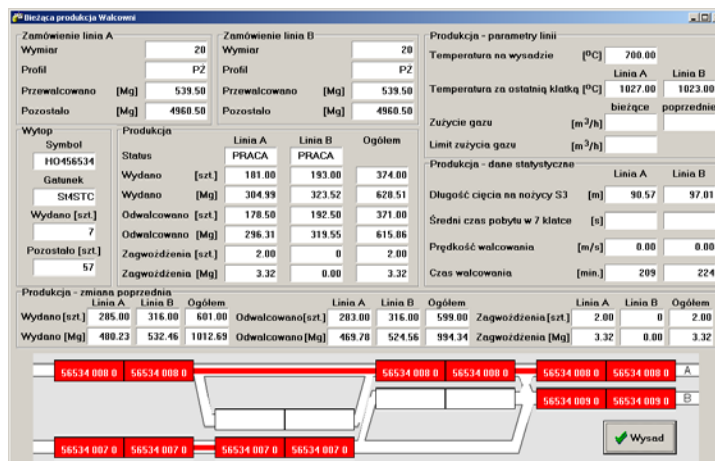 Bieżąca produkcja Walcowni
Zamówienie linia A
Wymiar 20
Profil PŻ
Przewalcowano [Mg] 539.50
Pozostało [Mg] 4960.50
Zamówienie linia B
Wymiar 20
Profil PŻ
Przewalcowano [Mg] 539.50
Pozostało [Mg] 4960.50
Produkcja - parametry linii
Temperatura na wysadzie [ºC] 700.00
Linia A Linia B
Temperatura za ostatnią klatką [ºC] 1027.00 1023.00
bieżące poprzednie
Zużycie gazu [m³/h]
Limit zużycia gazu [m³/h]
Wytop
Symbol
HO456534
Gatunek
St4STC
Wydano [szt.]
7
Pozostało [szt.]
57
Produkcja
Linia A Linia B Ogółem
Status PRACA PRACA
Wydano [szt.] 181.00 193.00 374.00
Wydano [Mg] 304.99 323.52 628.51
Odwalcowano [szt.] 178.50 192.50 371.00
Odwalcowano [Mg] 296.31 319.55 615.86
Zagwożdżenia [szt.] 2.00 0 2.00
Zagwożdżenia [Mg] 3.32 0.00 3.32
Produkcja - dane statystyczne
Linia A Linia B
Długość cięcia na nożycy S3 [m] 90.57 97.01
Średni czas pobytu w 7 klatce [s]
Prędkość walcowania [m/s] 0.00 0.00
Czas walcowania [min.] 209 224
Produkcja - zmiana poprzednia
Linia A Linia B Ogółem Linia A Linia B Ogółem Linia A Linia B Ogółem
Wydano [szt.] 285.00 316.00 601.00 Odwalcowano[szt.] 283.00 316.00 599.00 Zagwożdżenia[szt.] 2.00 0 2.00
Wydano [Mg] 480.23 532.46 1012.69 Odwalcowano[Mg] 469.78 524.56 994.34 Zagwożdżenia [Mg] 3.32 0.00 3.32
56534 008 0 56534 008 0 56534 008 0 56534 008 0 56534 008 0 56534 008 0 A
56534 009 0 56534 009 0 B
56534 007 0 56534 007 0 56534 007 0 56534 007 0
Wysad